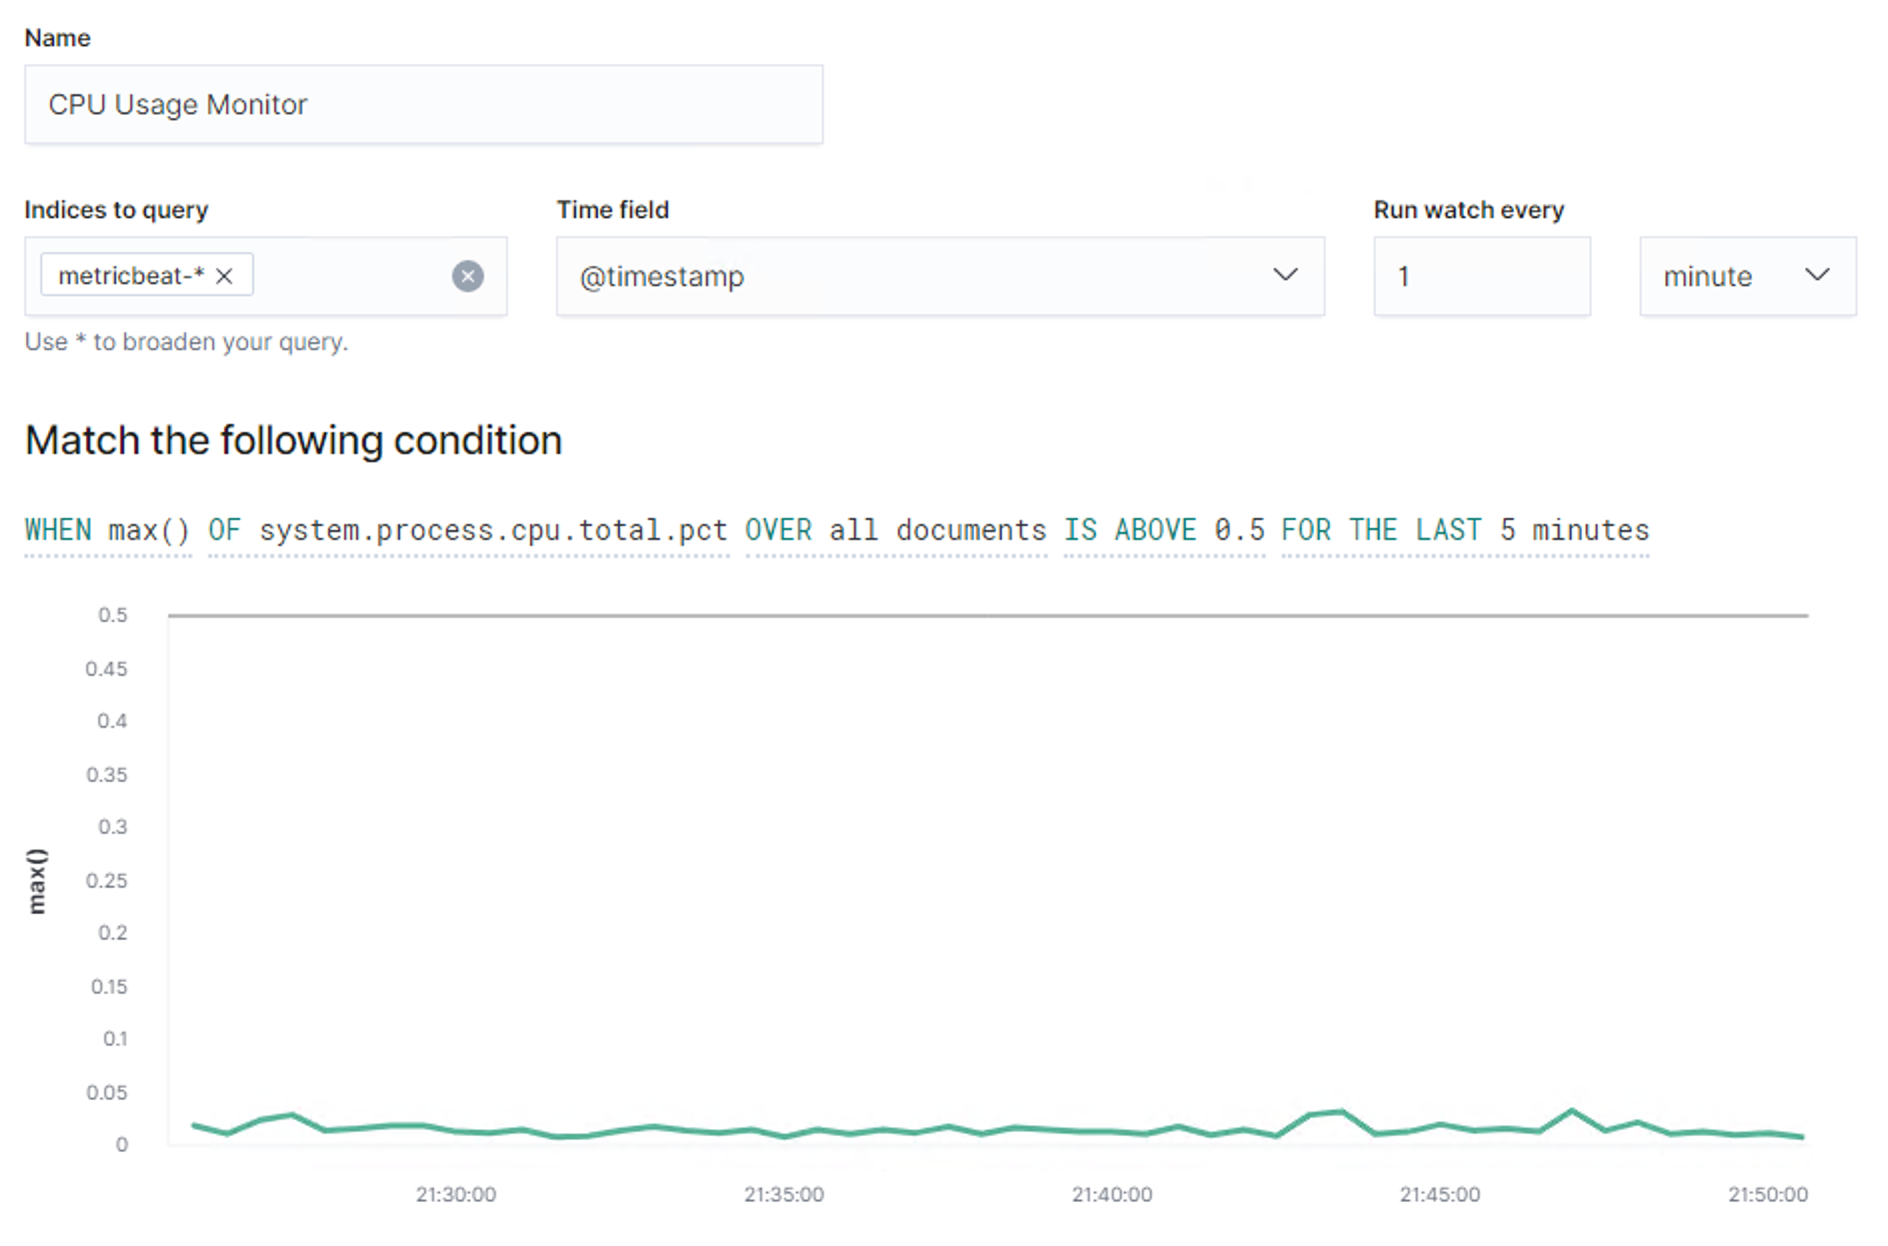 Name
CPU Usage Monitor
Indices to query
Time field
Run watch every
metricbeat-*
@timestamp
1
minute
Use * to broaden your query.
Match the following condition
WHEN max() OF system.process.cpu.total.pct OVER all documents IS ABOVE 0.5 FOR THE LAST 5 minutes
0.5
0.45
0.4
0.35
0.3
0.25
0.2
0.15
0.1
0.05
0
max()
21:30:00
21:35:00
21:40:00
21:45:00
21:50:00